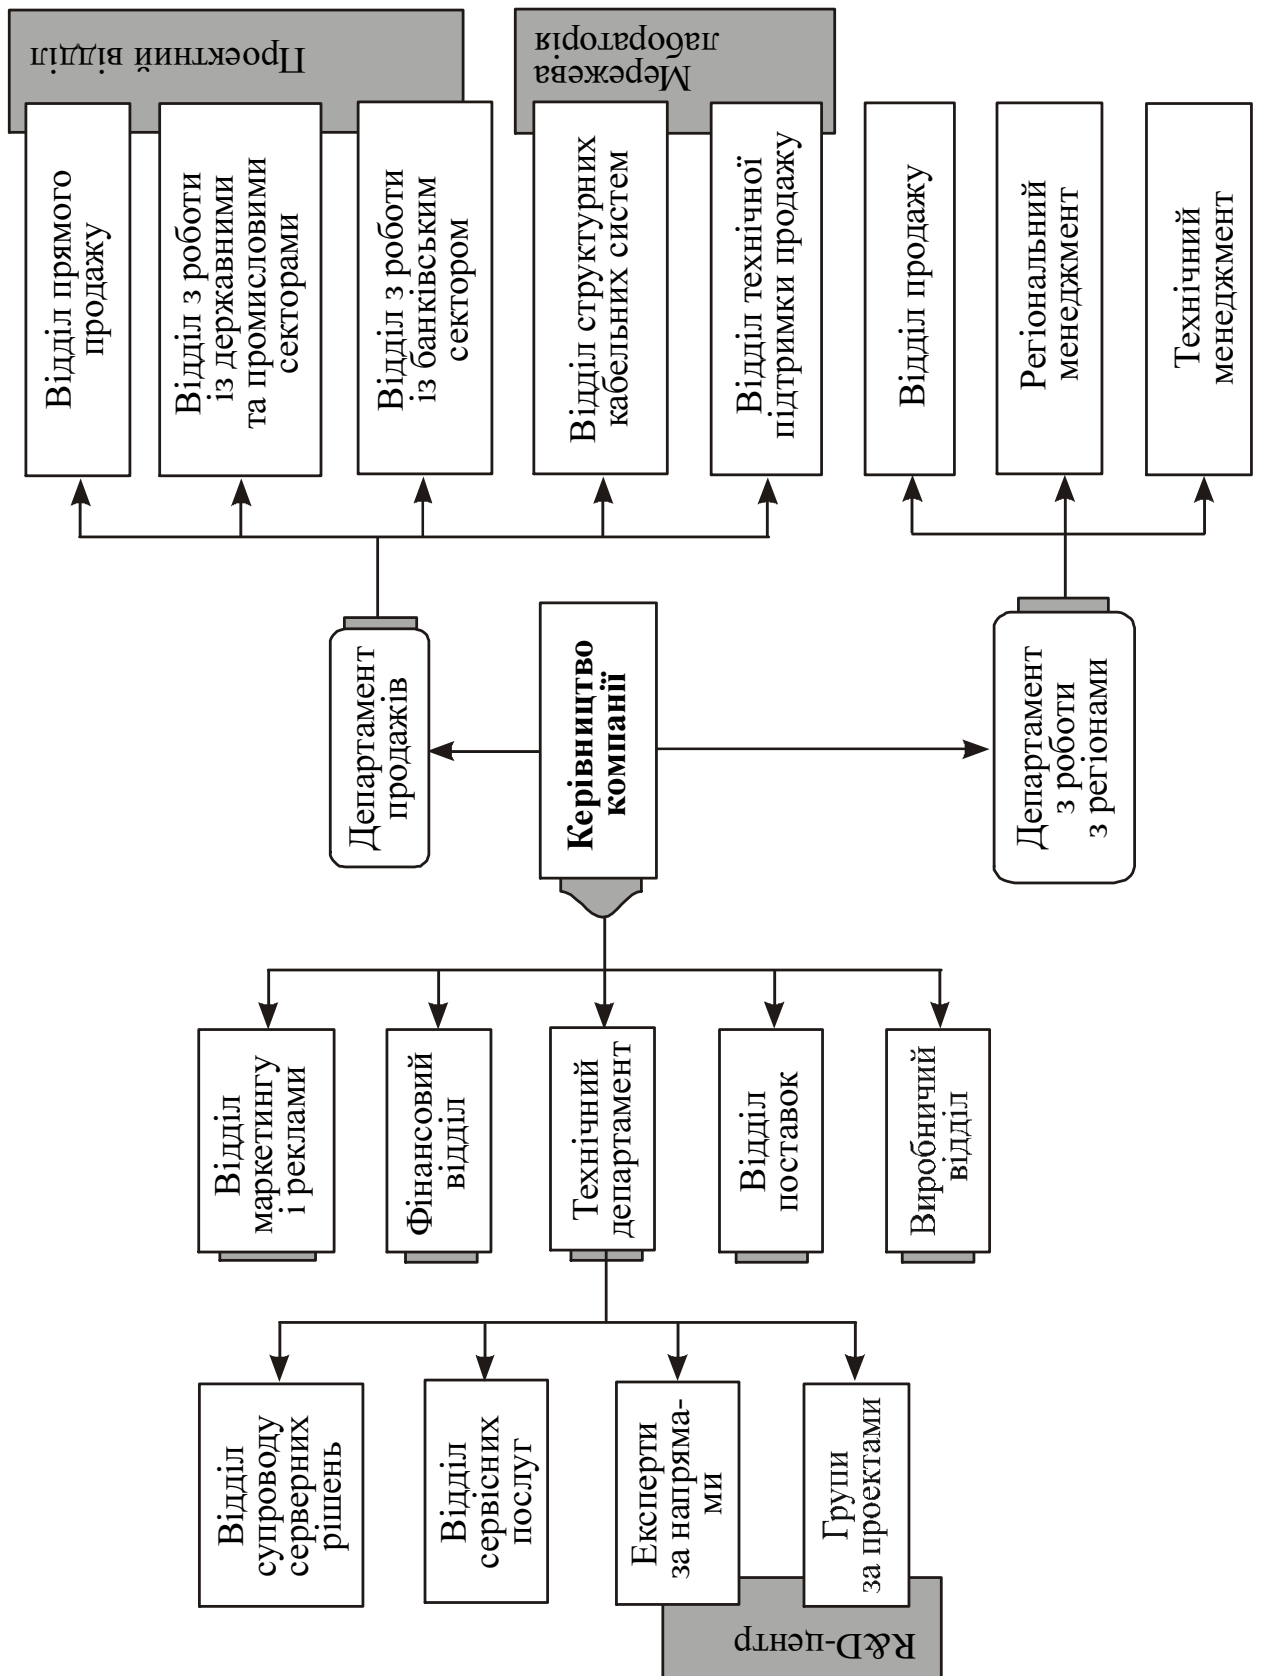 Проектний відділ
Відділ прямого
продажу
Відділ з роботи
із державними
та промисловими
секторами
Відділ з роботи
із банківським
сектором
Мережева
лабораторія
Відділ структурних
кабельних систем
Відділ технічної
підтримки продажу
Відділ продажу
Регіональний
менеджмент
Технічний
менеджмент
Департамент
продажів
Керівництво
компанії
Департамент
з роботи
з регіонами
Відділ
маркетингу
і реклами
Фінансовий
відділ
Технічний
департамент
Відділ
поставок
Виробничий
відділ
Відділ
супроводу
серверних
рішень
Відділ
сервісних
послуг
Експерти
за напряма-
ми
Групи
за проектами
R&D-центр